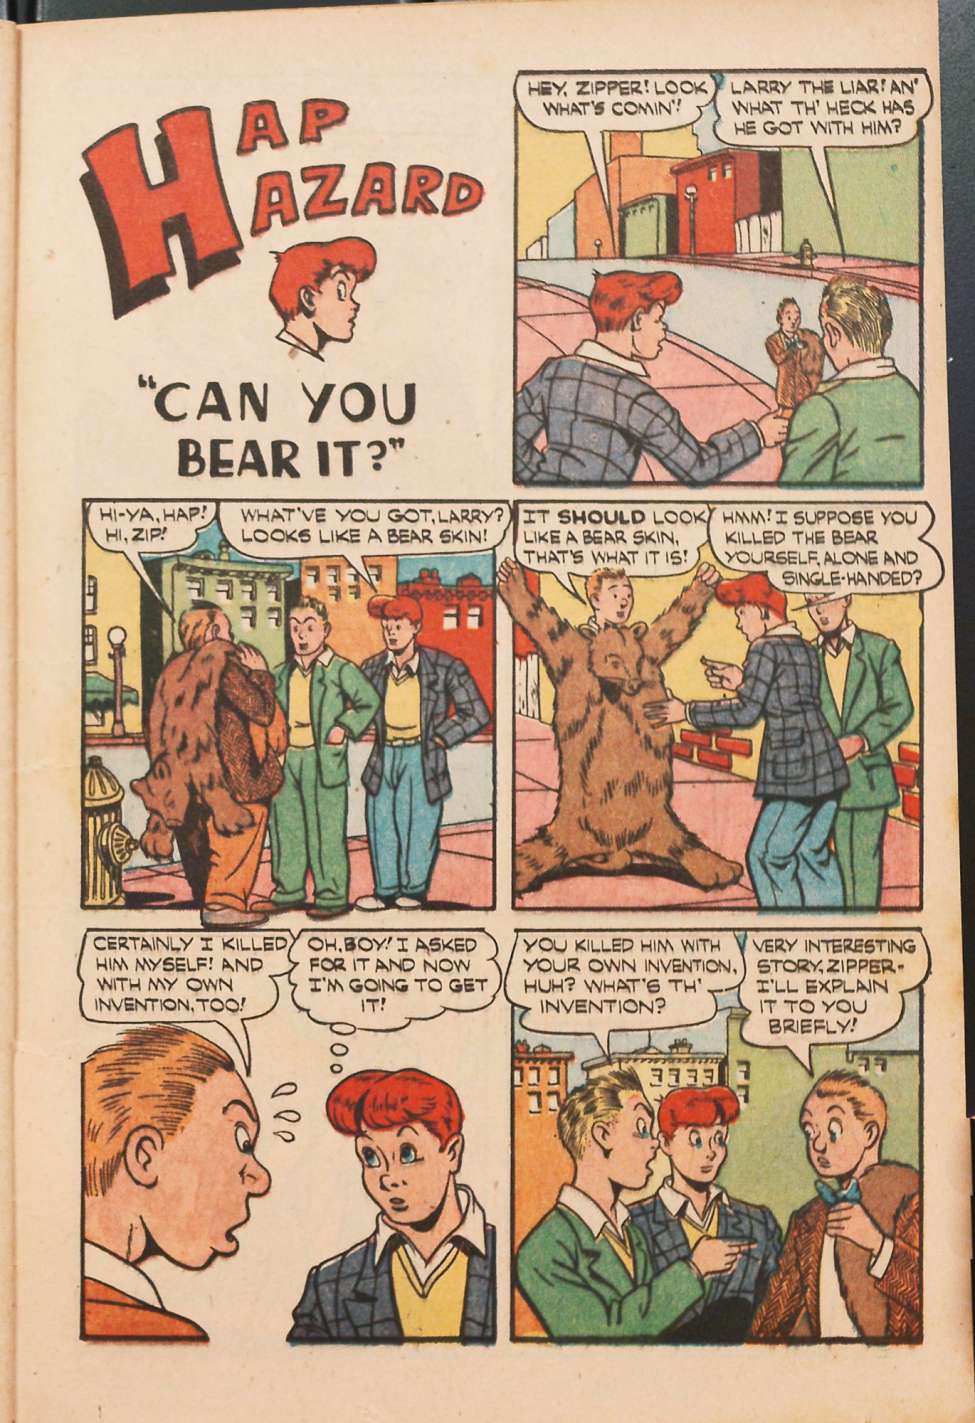 HAP
HAZARD
"CAN YOU
BEAR IT?"
HEY, ZIPPER! LOOK
WHAT'S COMIN'!
LARRY THE LIAR! AN'
WHAT TH' HECK HAS
HE GOT WITH HIM?
HI-YA, HAP!
HI, ZIP!
WHAT'VE YOU GOT, LARRY?
LOOKS LIKE A BEAR SKIN!
IT SHOULD LOOK
LIKE A BEAR SKIN,
THAT'S WHAT IT IS!
HMM! I SUPPOSE YOU
KILLED THE BEAR
YOURSELF, ALONE AND
SINGLE-HANDED?
CERTAINLY I KILLED
HIM MYSELF! AND
WITH MY OWN
INVENTION, TOO!
OH, BOY! I ASKED
FOR IT AND NOW
I'M GOING TO GET
IT!
YOU KILLED HIM WITH
YOUR OWN INVENTION,
HUH? WHAT'S TH'
INVENTION?
VERY INTERESTING
STORY, ZIPPER-
I'LL EXPLAIN
IT TO YOU
BRIEFLY!